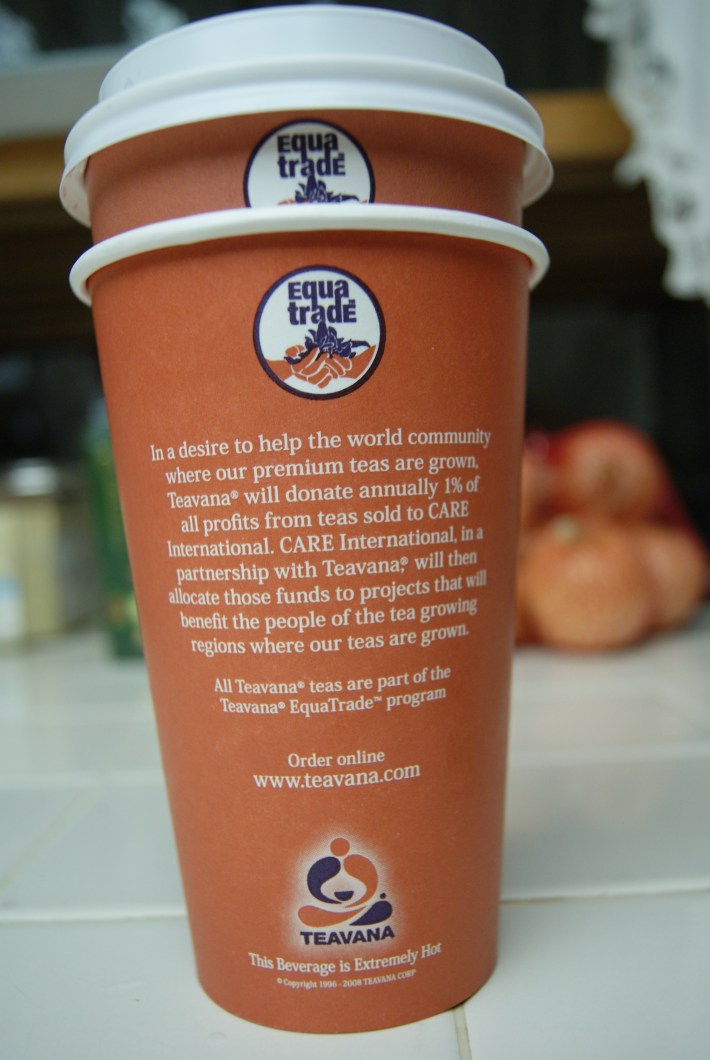 Equa
tradE
Equa
tradE
In a desire to help the world community
where our premium teas are grown,
Teavana® will donate annually 1% of
all profits from teas sold to CARE
International. CARE International, in a
partnership with Teavana,® will then
allocate those funds to projects that will
benefit the people of the tea growing
regions where our teas are grown.
All Teavana® teas are part of the
Teavana® EquaTrade™ program
Order online
www.teavana.com
TEAVANA
This Beverage is Extremely Hot
© Copyright 1996 - 2008 TEAVANA CORP